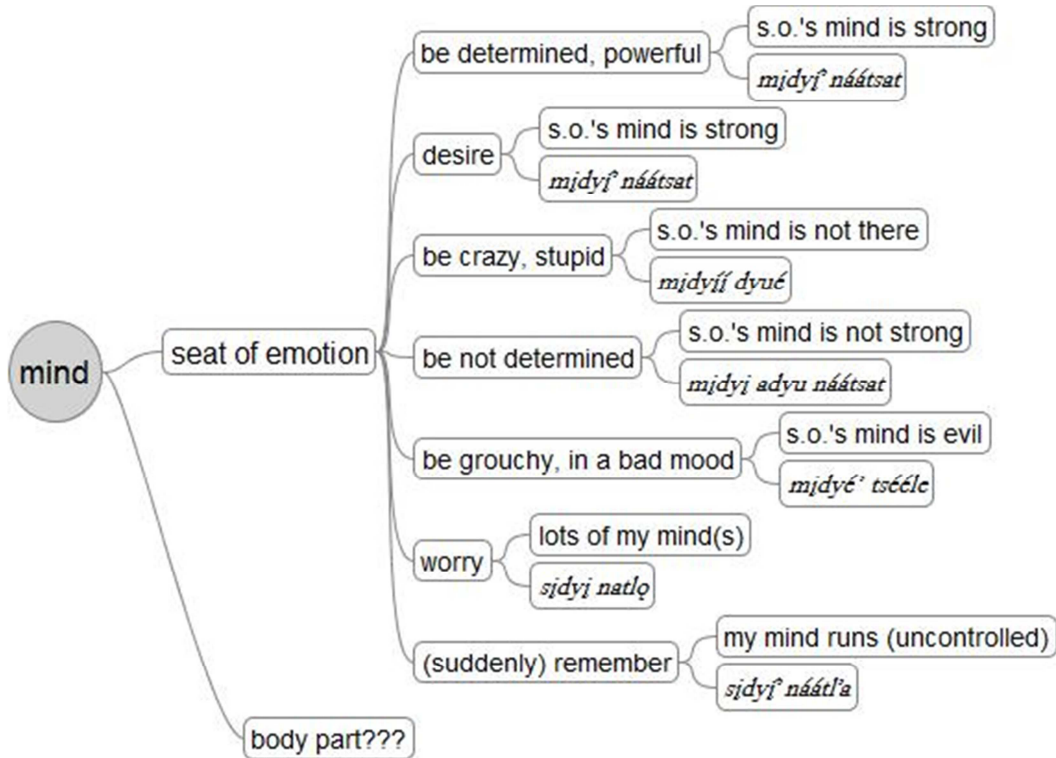 mind
seat of emotion
be determined, powerful
s.o.'s mind is strong
mįdyį́ʼ náátsat
desire
s.o.'s mind is strong
mįdyį́ʼ náátsat
be crazy, stupid
s.o.'s mind is not there
mįdyį́į́ dyué
be not determined
s.o.'s mind is not strong
mįdyį adyu náátsat
be grouchy, in a bad mood
s.o.'s mind is evil
mįdyéʼ tsééle
worry
lots of my mind(s)
sįdyį natlǫ
(suddenly) remember
my mind runs (uncontrolled)
sįdyį́ʼ náátlʼa
body part???